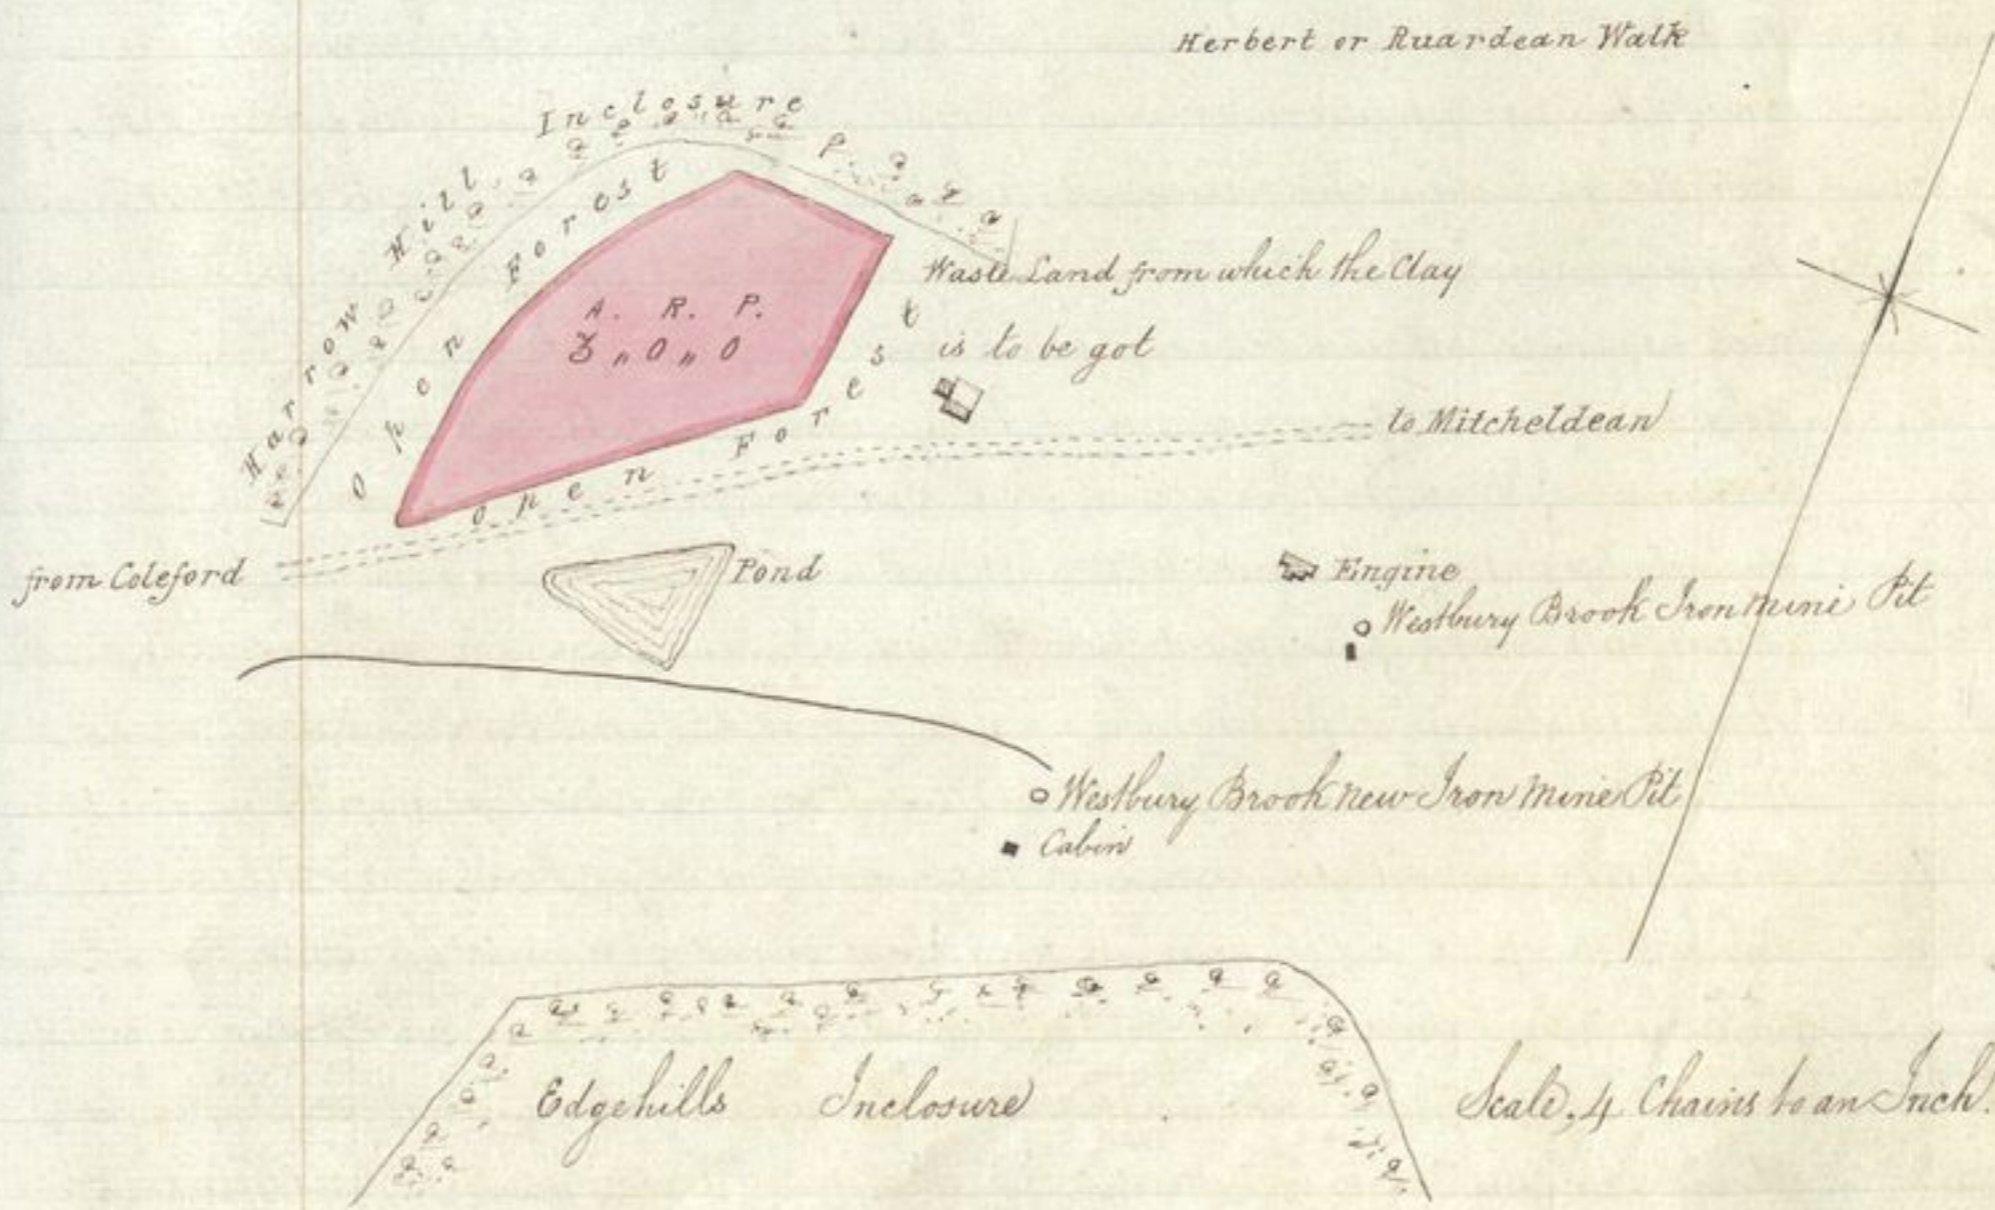 Herbert or Ruardean Walk
Harrow Hill Inclosure
Open Forest
A. R. P.
3 " 0 " 0
Waste Land from which the Clay
is to be got
Open Forest
to Mitcheldean
from Coleford
Pond
Engine
Westbury Brook Iron Mine Pit
Westbury Brook new Iron Mine Pit
Cabin
Edgehills Inclosure
Scale, 4 Chains to an Inch.